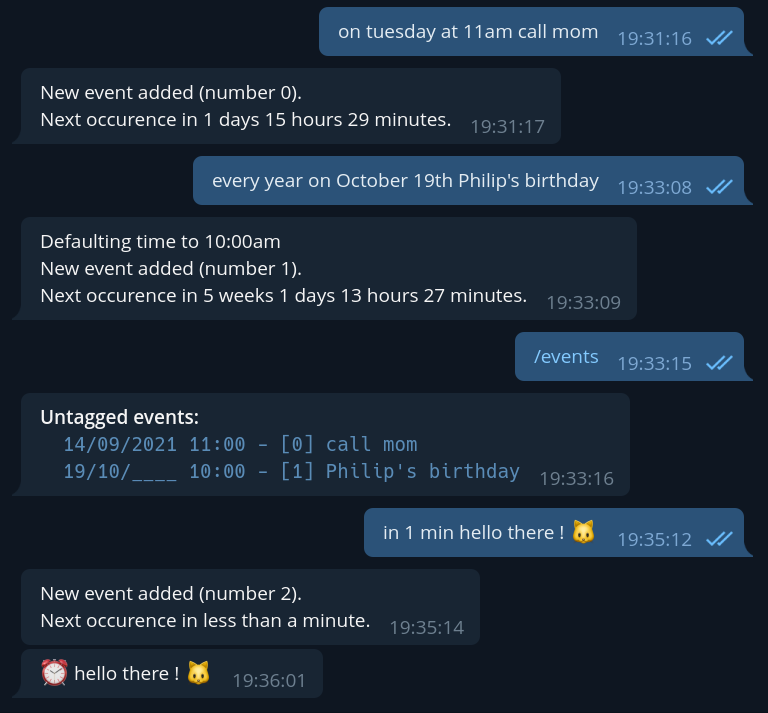 on tuesday at 11am call mom 19:31:16
New event added (number 0).
Next occurence in 1 days 15 hours 29 minutes. 19:31:17
every year on October 19th Philip's birthday 19:33:08
Defaulting time to 10:00am
New event added (number 1).
Next occurence in 5 weeks 1 days 13 hours 27 minutes. 19:33:09
/events 19:33:15
Untagged events:
14/09/2021 11:00 - [0] call mom
19/10/____ 10:00 - [1] Philip's birthday 19:33:16
in 1 min hello there ! 🐱 19:35:12
New event added (number 2).
Next occurence in less than a minute. 19:35:14
⏰ hello there ! 🐱 19:36:01